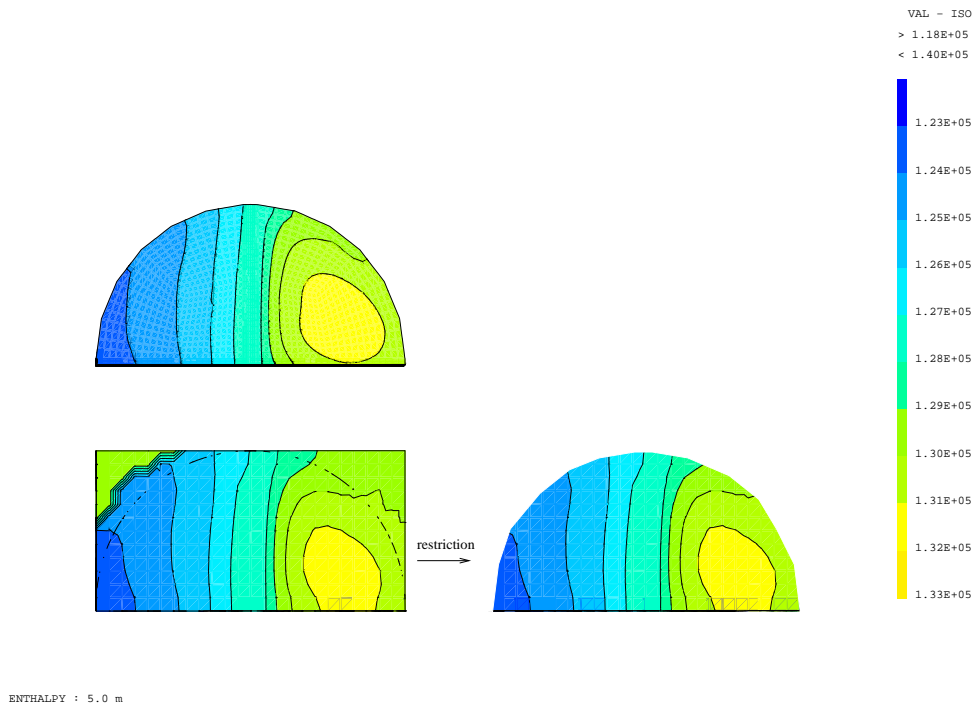 VAL - ISO
> 1.18E+05
< 1.40E+05
1.23E+05
1.24E+05
1.25E+05
1.26E+05
1.27E+05
1.28E+05
1.29E+05
1.30E+05
1.31E+05
1.32E+05
1.33E+05
restriction
ENTHALPY : 5.0 m